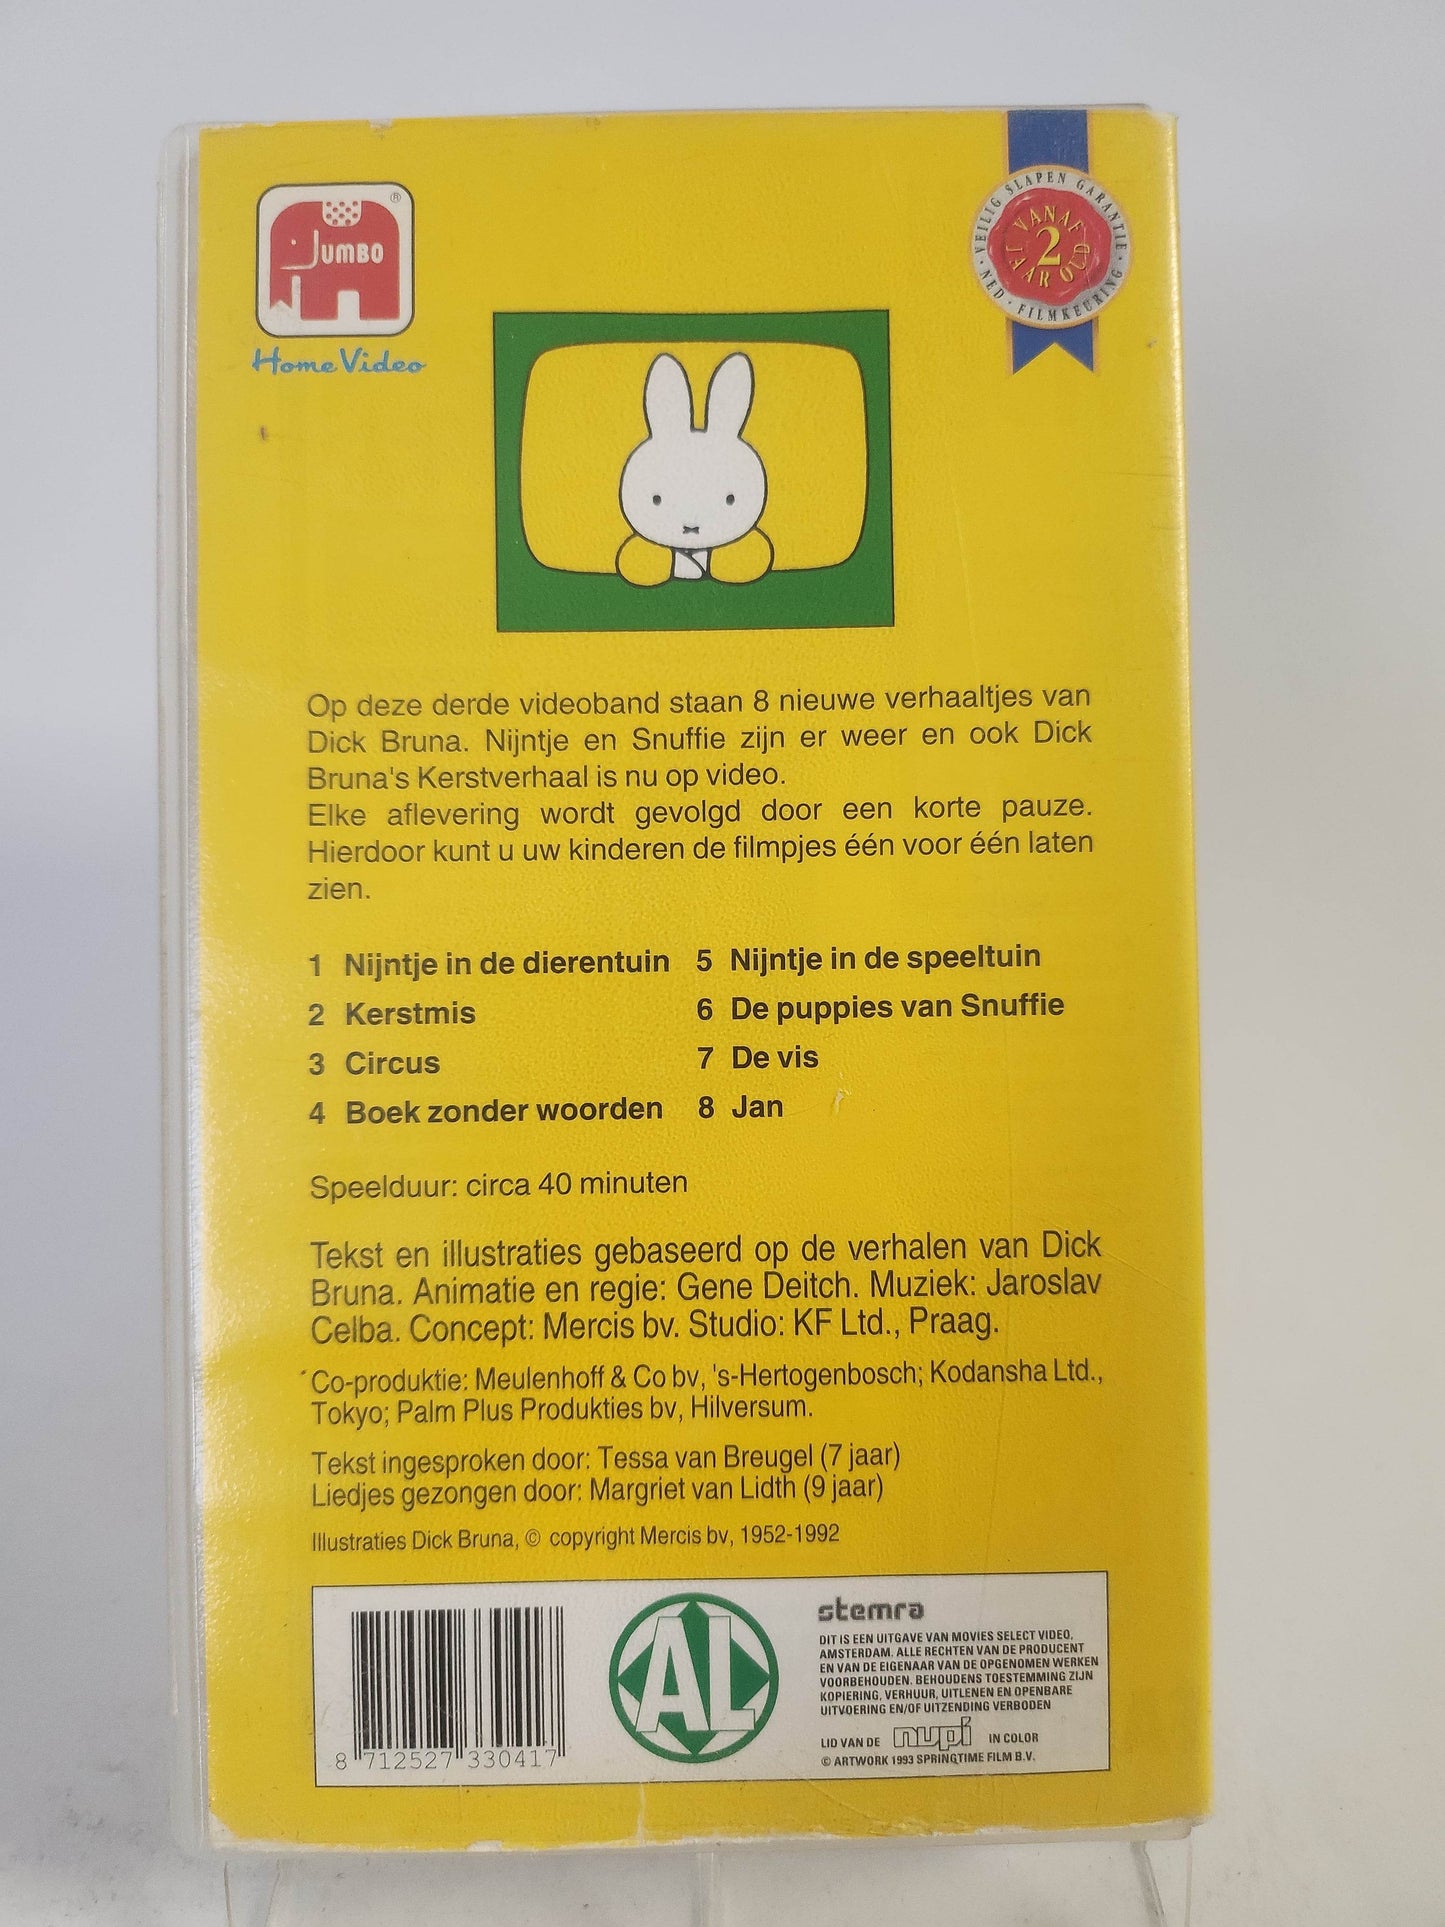 JUMBO ®
Home Video
VEILIG SLAPEN GARANTIE
NED. FILMKEURING
VANAF
2
JAAR OUD
Op deze derde videoband staan 8 nieuwe verhaaltjes van
Dick Bruna. Nijntje en Snuffie zijn er weer en ook Dick
Bruna's Kerstverhaal is nu op video.
Elke aflevering wordt gevolgd door een korte pauze.
Hierdoor kunt u uw kinderen de filmpjes één voor één laten
zien.
1 Nijntje in de dierentuin
2 Kerstmis
3 Circus
4 Boek zonder woorden
5 Nijntje in de speeltuin
6 De puppies van Snuffie
7 De vis
8 Jan
Speelduur: circa 40 minuten
Tekst en illustraties gebaseerd op de verhalen van Dick
Bruna. Animatie en regie: Gene Deitch. Muziek: Jaroslav
Celba. Concept: Mercis bv. Studio: KF Ltd., Praag.
Co-produktie: Meulenhoff & Co bv, 's-Hertogenbosch; Kodansha Ltd.,
Tokyo; Palm Plus Produkties bv, Hilversum.
Tekst ingesproken door: Tessa van Breugel (7 jaar)
Liedjes gezongen door: Margriet van Lidth (9 jaar)
Illustraties Dick Bruna, © copyright Mercis bv, 1952-1992
8 712527 330417
AL
stemra
DIT IS EEN UITGAVE VAN MOVIES SELECT VIDEO,
AMSTERDAM. ALLE RECHTEN VAN DE PRODUCENT
EN VAN DE EIGENAAR VAN DE OPGENOMEN WERKEN
VOORBEHOUDEN. BEHOUDENS TOESTEMMING ZIJN
KOPIERING, VERHUUR, UITLENEN EN OPENBARE
UITVOERING EN/OF UITZENDING VERBODEN
LID VAN DE nupi IN COLOR
© ARTWORK 1993 SPRINGTIME FILM B.V.